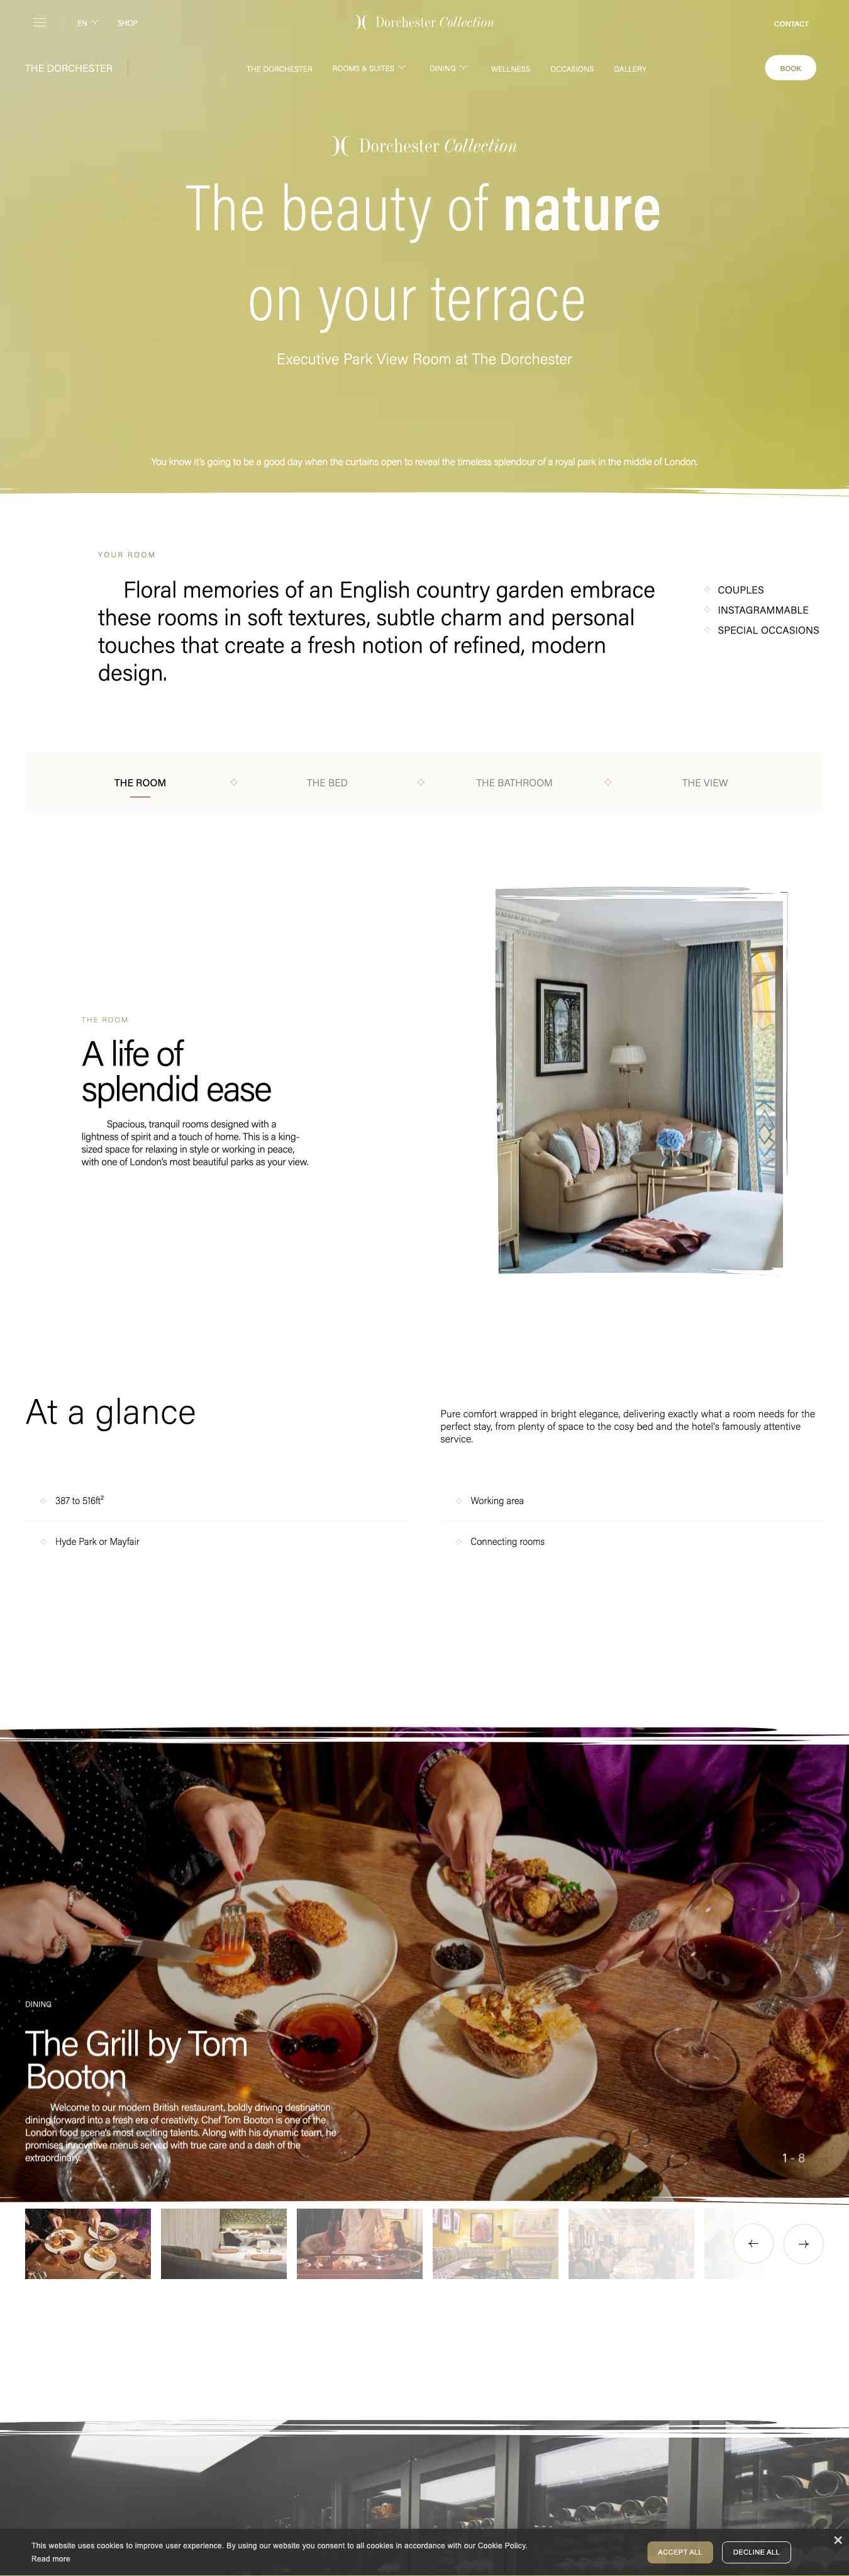 EN
SHOP
Dorchester Collection
CONTACT
THE DORCHESTER
THE DORCHESTER
ROOMS & SUITES
DINING
WELLNESS
OCCASIONS
GALLERY
BOOK
Dorchester Collection
The beauty of nature
on your terrace
Executive Park View Room at The Dorchester
You know it's going to be a good day when the curtains open to reveal the timeless splendour of a royal park in the middle of London.
YOUR ROOM
Floral memories of an English country garden embrace
these rooms in soft textures, subtle charm and personal
touches that create a fresh notion of refined, modern
design.
COUPLES
INSTAGRAMMABLE
SPECIAL OCCASIONS
THE ROOM
THE BED
THE BATHROOM
THE VIEW
THE ROOM
A life of
splendid ease
Spacious, tranquil rooms designed with a
lightness of spirit and a touch of home. This is a king-
sized space for relaxing in style or working in peace,
with one of London's most beautiful parks as your view.
At a glance
Pure comfort wrapped in bright elegance, delivering exactly what a room needs for the
perfect stay, from plenty of space to the cosy bed and the hotel's famously attentive
service.
387 to 516ft²
Working area
Hyde Park or Mayfair
Connecting rooms
DINING
The Grill by Tom
Booton
Welcome to our modern British restaurant, boldly driving destination
dining forward into a fresh era of creativity. Chef Tom Booton is one of the
London food scene's most exciting talents. Along with his dynamic team, he
promises innovative menus served with true care and a dash of the
extraordinary.
1 - 8
This website uses cookies to improve user experience. By using our website you consent to all cookies in accordance with our Cookie Policy.
Read more
ACCEPT ALL
DECLINE ALL